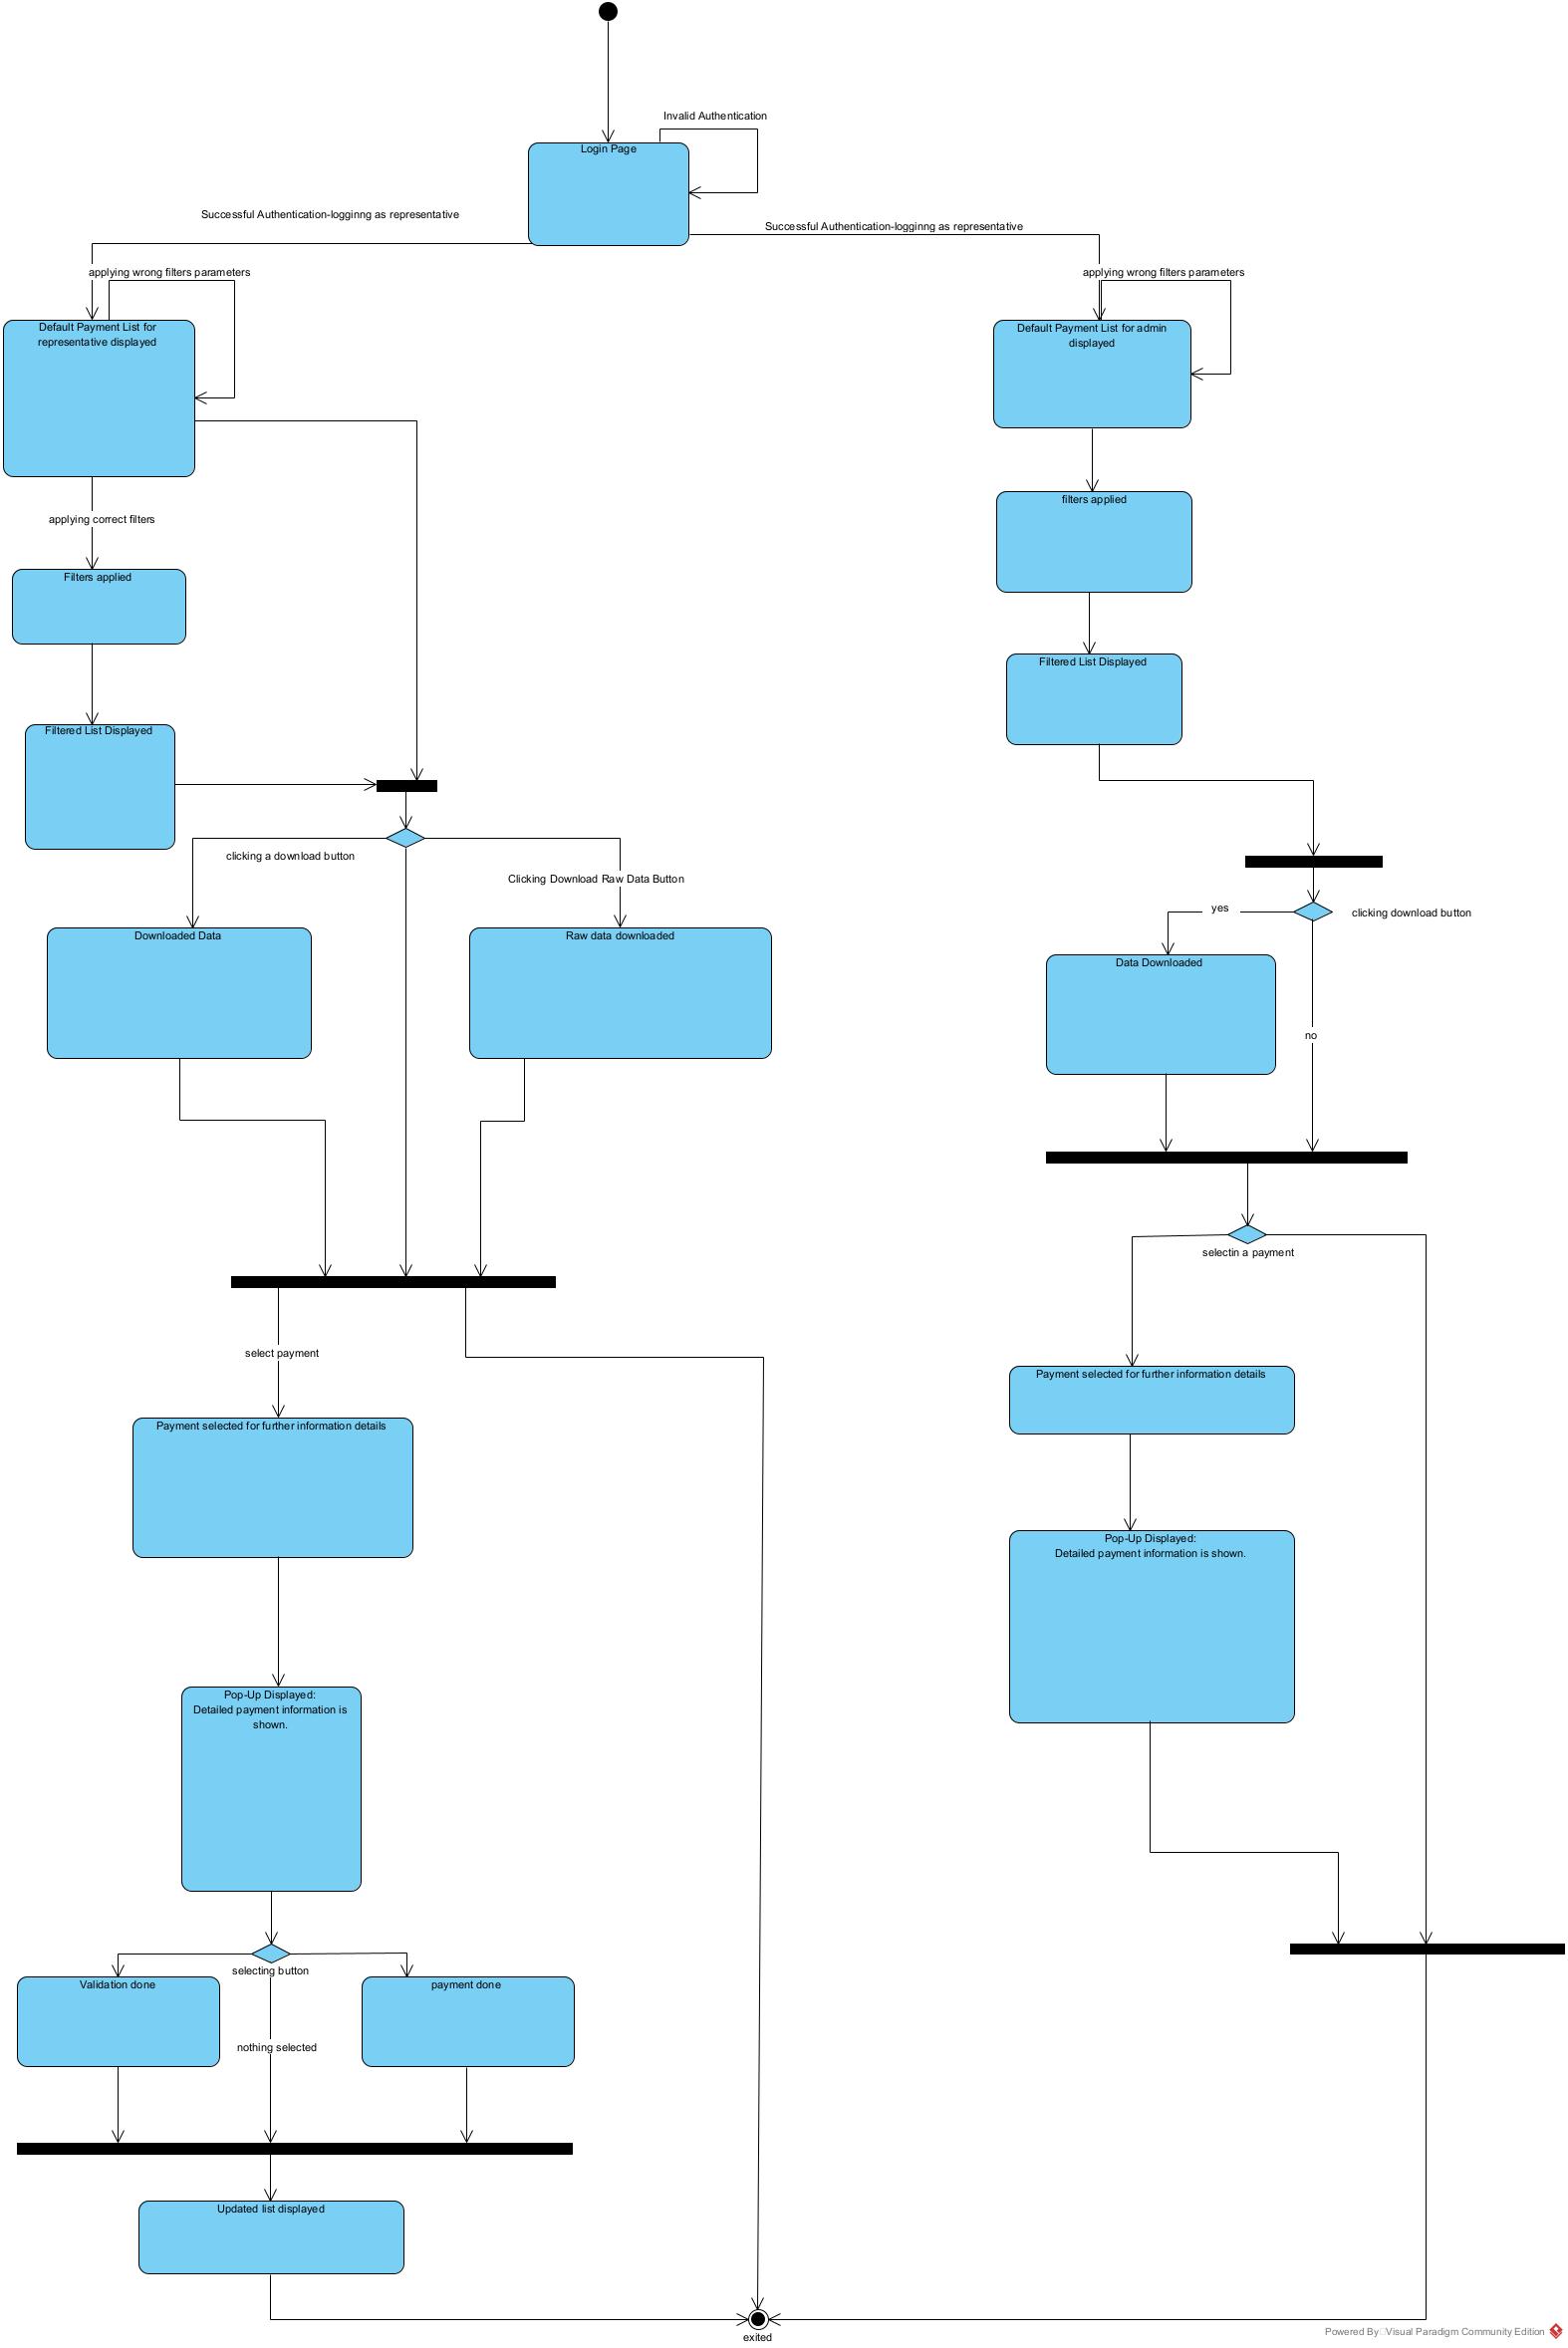 Invalid Authentication
Login Page
Successful Authentication-logginng as representative
Successful Authentication-logginng as representative
applying wrong filters parameters
applying wrong filters parameters
Default Payment List for
representative displayed
Default Payment List for admin
displayed
filters applied
applying correct filters
Filters applied
Filtered List Displayed
Filtered List Displayed
clicking a download button
Clicking Download Raw Data Button
yes
clicking download button
Downloaded Data
Raw data downloaded
Data Downloaded
no
selectin a payment
select payment
Payment selected for further information details
Payment selected for further information details
Pop-Up Displayed:
Detailed payment information is shown.
Pop-Up Displayed:
Detailed payment information is
shown.
selecting button
Validation done
payment done
nothing selected
Updated list displayed
exited
Powered By Visual Paradigm Community Edition